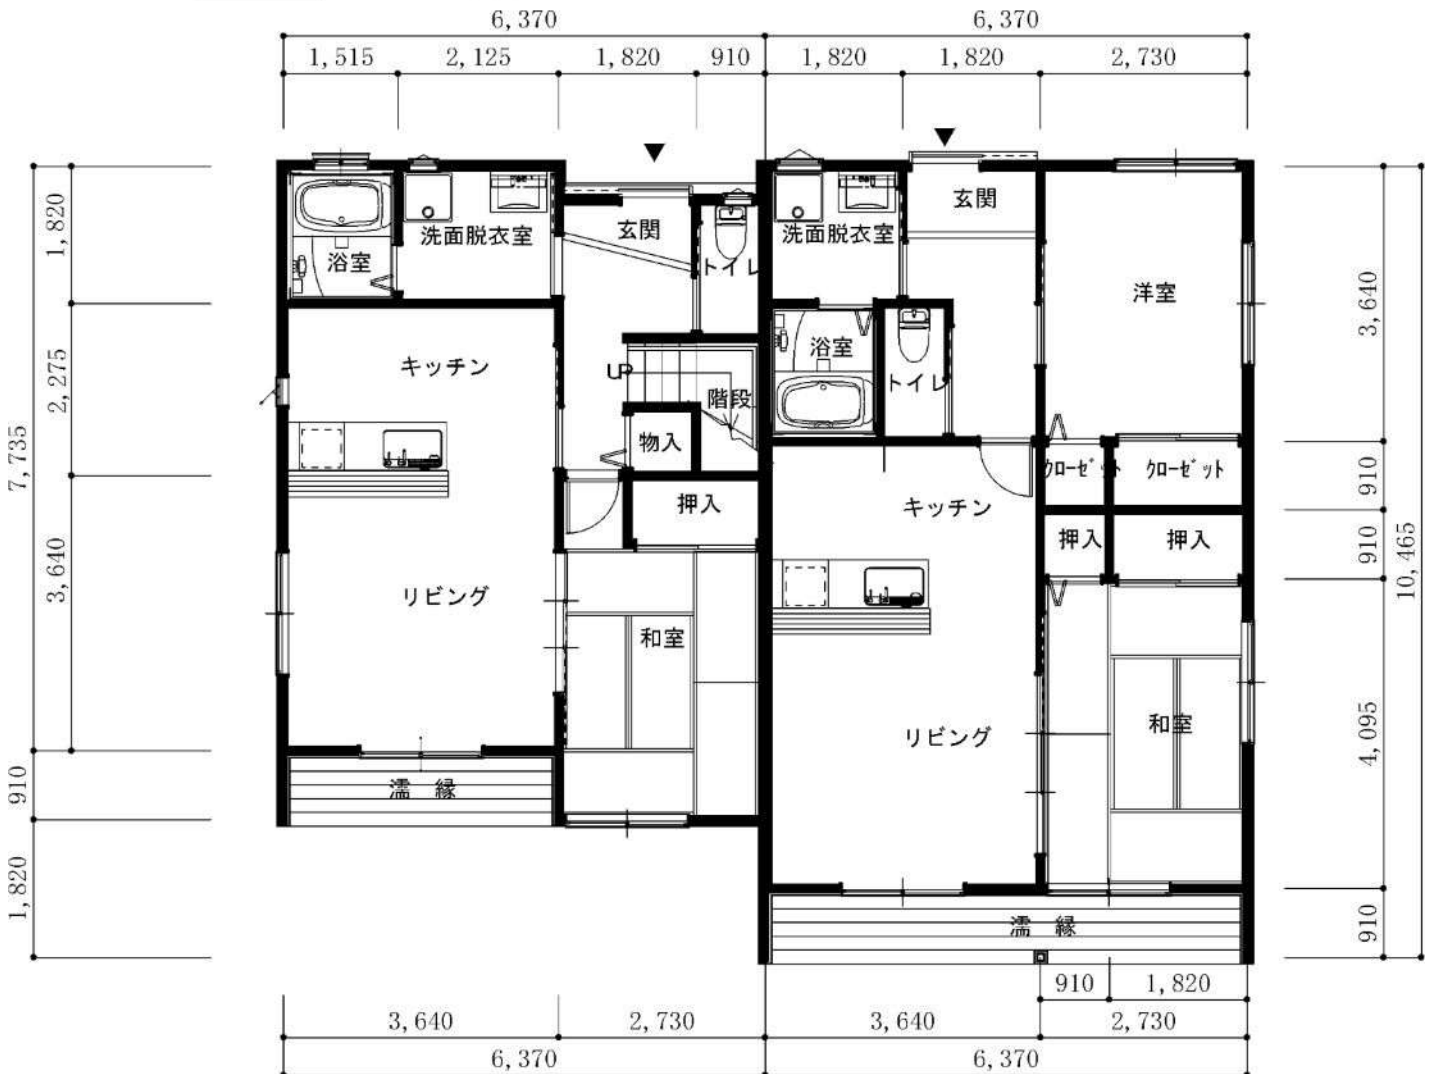 6,370
6,370
1,515
2,125
1,820
910
1,820
1,820
2,730
玄関
洗面脱衣室
浴室
トイレ
キッチン
UP
階段
物入
押入
リビング
和室
濡 縁
玄関
洗面脱衣室
洋室
浴室
トイレ
クローゼット
クローゼット
キッチン
押入
押入
リビング
和室
濡 縁
1,820
2,275
7,735
3,640
910
1,820
3,640
910
910
10,465
4,095
910
910
1,820
3,640
2,730
3,640
2,730
6,370
6,370